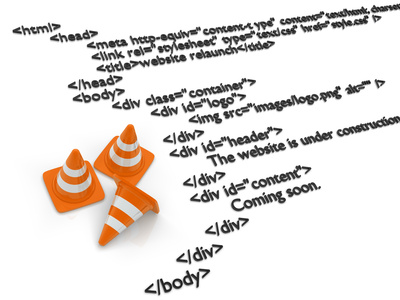 <html>
<head>
<meta http-equiv="content-t ype" content="text/html, charset
<link rel="stylesheet" type="text/css" href="style.css" />
<title>website relaunch</title>
</head>
<body>
<div class="container">
<div id="logo">
<img src="images/logo.png" alt="" />
</div>
<div id="header">
The website is under construction
</div>
<div id="content">
Coming soon.
</div>
</div>
</div>
</body>